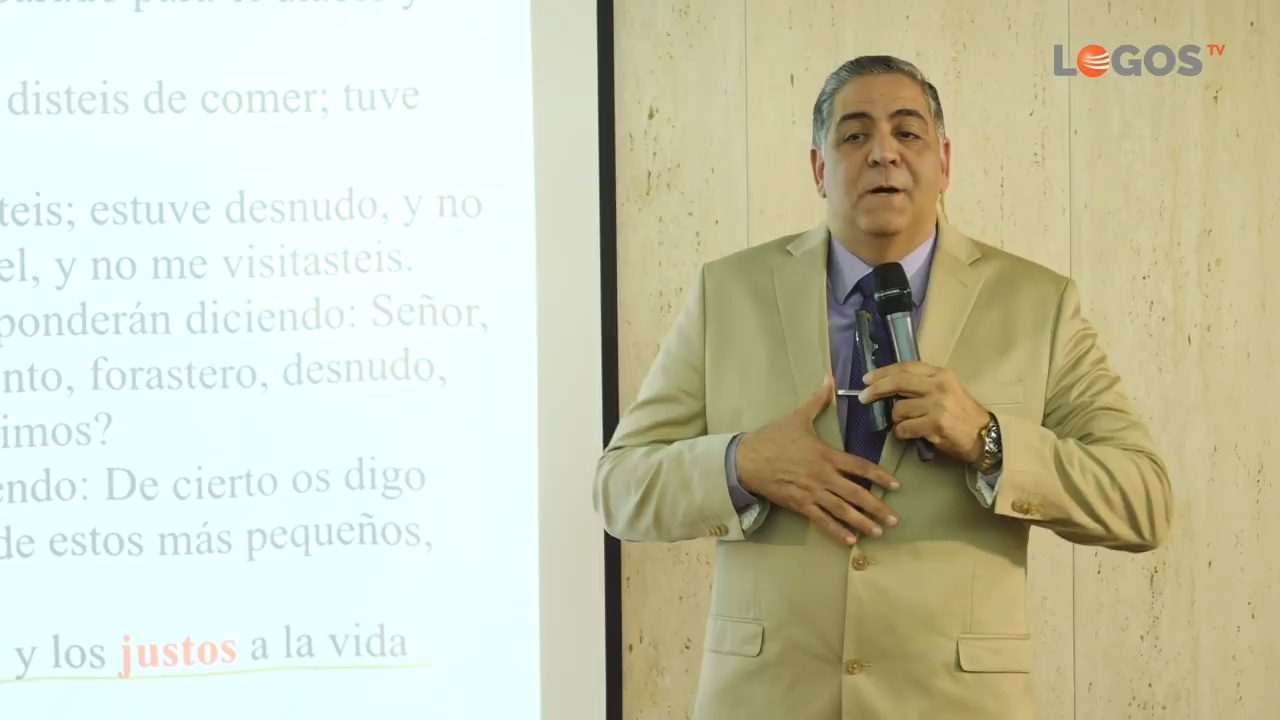 disteis de comer; tuve
teis; estuve desnudo, y no
el, y no me visitasteis.
ponderán diciendo: Señor,
nto, forastero, desnudo,
imos?
endo: De cierto os digo
de estos más pequeños,
y los justos a la vida
LOGOS TV